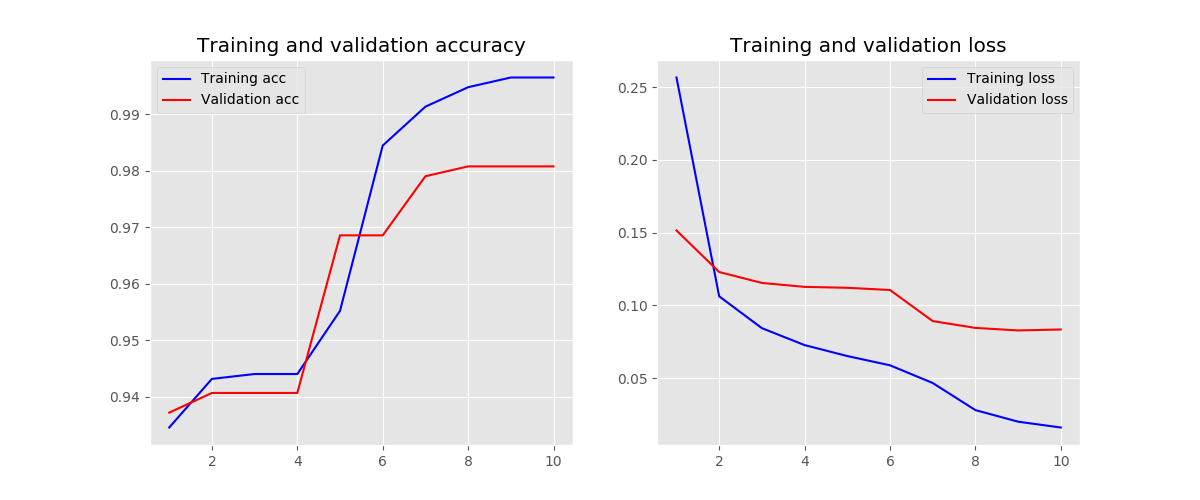 Training and validation accuracy
Training acc
Validation acc
0.99
0.98
0.97
0.96
0.95
0.94
2 4 6 8 10
Training and validation loss
Training loss
Validation loss
0.25
0.20
0.15
0.10
0.05
2 4 6 8 10